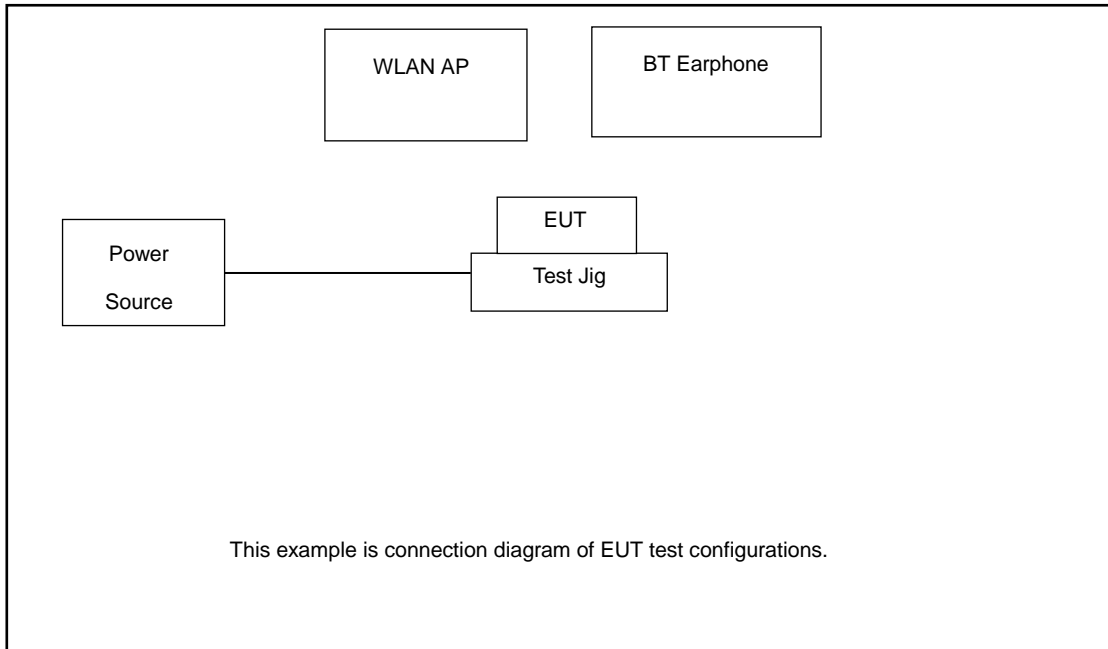 WLAN AP
BT Earphone
EUT
Power
Source
Test Jig
This example is connection diagram of EUT test configurations.